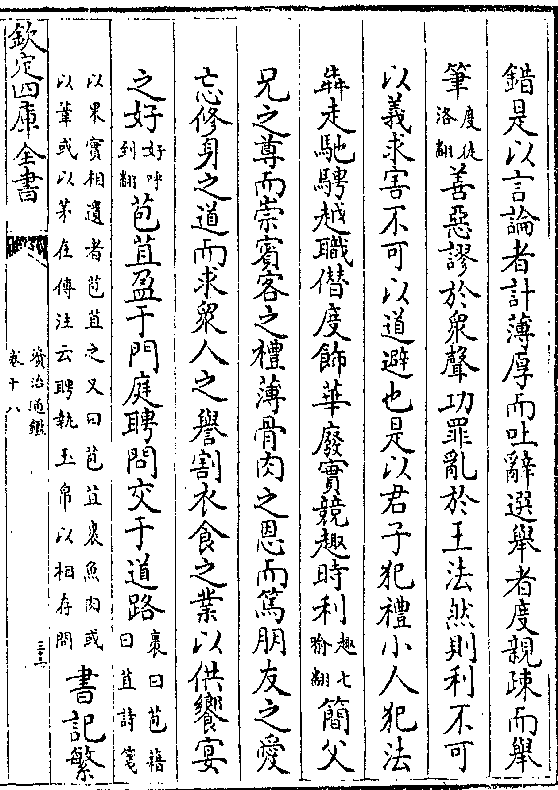 錯是以言論者計薄厚而吐辭選舉者度親疎而舉
筆度徒洛翻善惡謬於衆聲功罪亂於王法然則利不可
以義求害不可以道避也是以君子犯禮小人犯法
犇走馳騁越職僭度飾華廢實競趣時利趣七喻翻簡父
兄之尊而崇賓客之禮薄骨肉之恩而篤朋友之愛
忘修身之道而求衆人之譽割衣食之業以供饗宴
之好好呼到翻苞苴盈于門庭聘問交于道路裹曰苞藉曰苴詩箋
以果實相遺者苞苴之又曰苞苴裹魚肉或以葦或以茅在傳注云聘執玉帛以相存問書記繁
欽定四庫全書
資治通鑑
卷十八
三十六